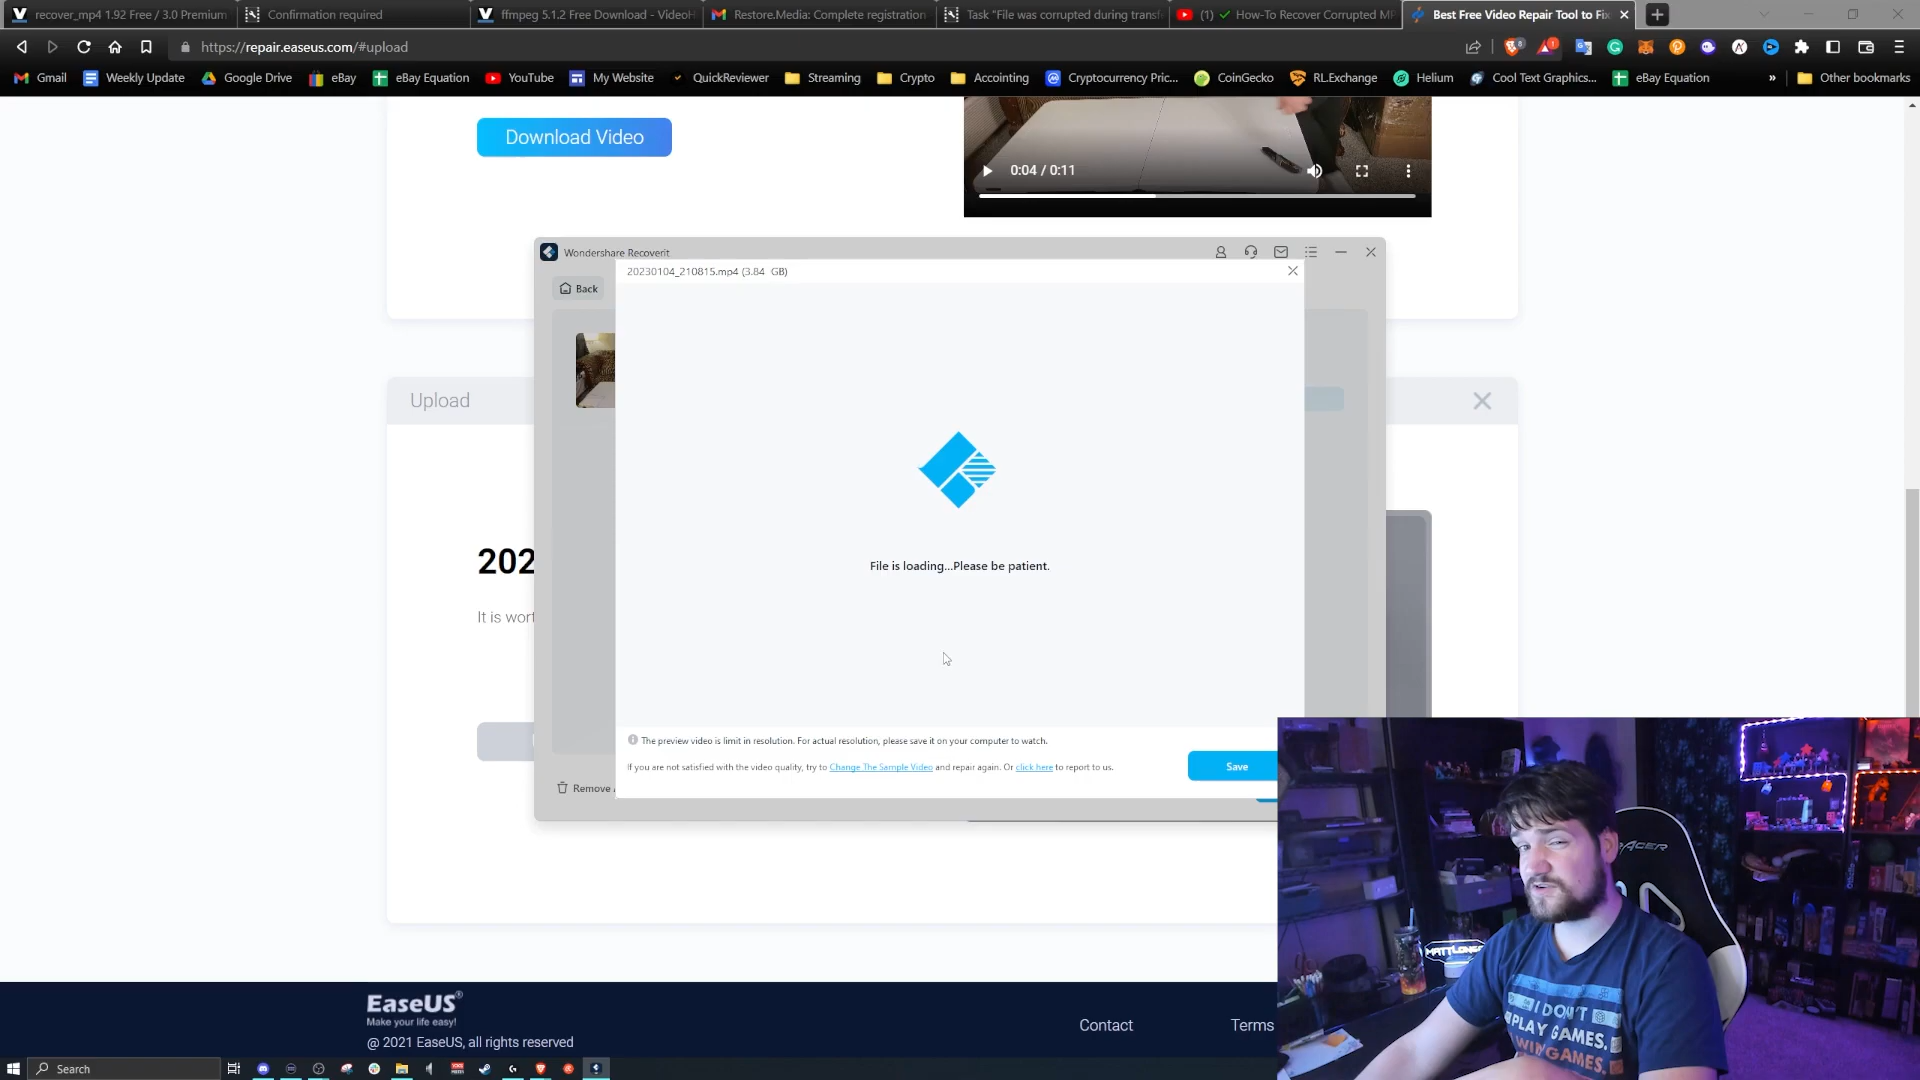 recover_mp4 1.92 Free / 3.0 Premium
Confirmation required
ffmpeg 5.1.2 Free Download - VideoH
Restore.Media: Complete registration
Task "File was corrupted during transf
(1) ✓ How-To Recover Corrupted MP
Best Free Video Repair Tool to Fix
https://repair.easeus.com/#upload
Gmail
Weekly Update
Google Drive
eBay
eBay Equation
YouTube
My Website
QuickReviewer
Streaming
Crypto
Accointing
Cryptocurrency Pric...
CoinGecko
RL.Exchange
Helium
Cool Text Graphics...
eBay Equation
»
Other bookmarks
Download Video
0:04 / 0:11
Wondershare Recoverit
20230104_210815.mp4 (3.84 GB)
Back
Upload
202
It is wort
File is loading...Please be patient.
The preview video is limit in resolution. For actual resolution, please save it on your computer to watch.
If you are not satisfied with the video quality, try to Change The Sample Video and repair again. Or click here to report to us.
Save
Remove
EaseUS®
Make your life easy!
@ 2021 EaseUS, all rights reserved
Contact
Terms
MATTLONE
I DON'T
PLAY GAMES.
I WIN GAMES.
Search